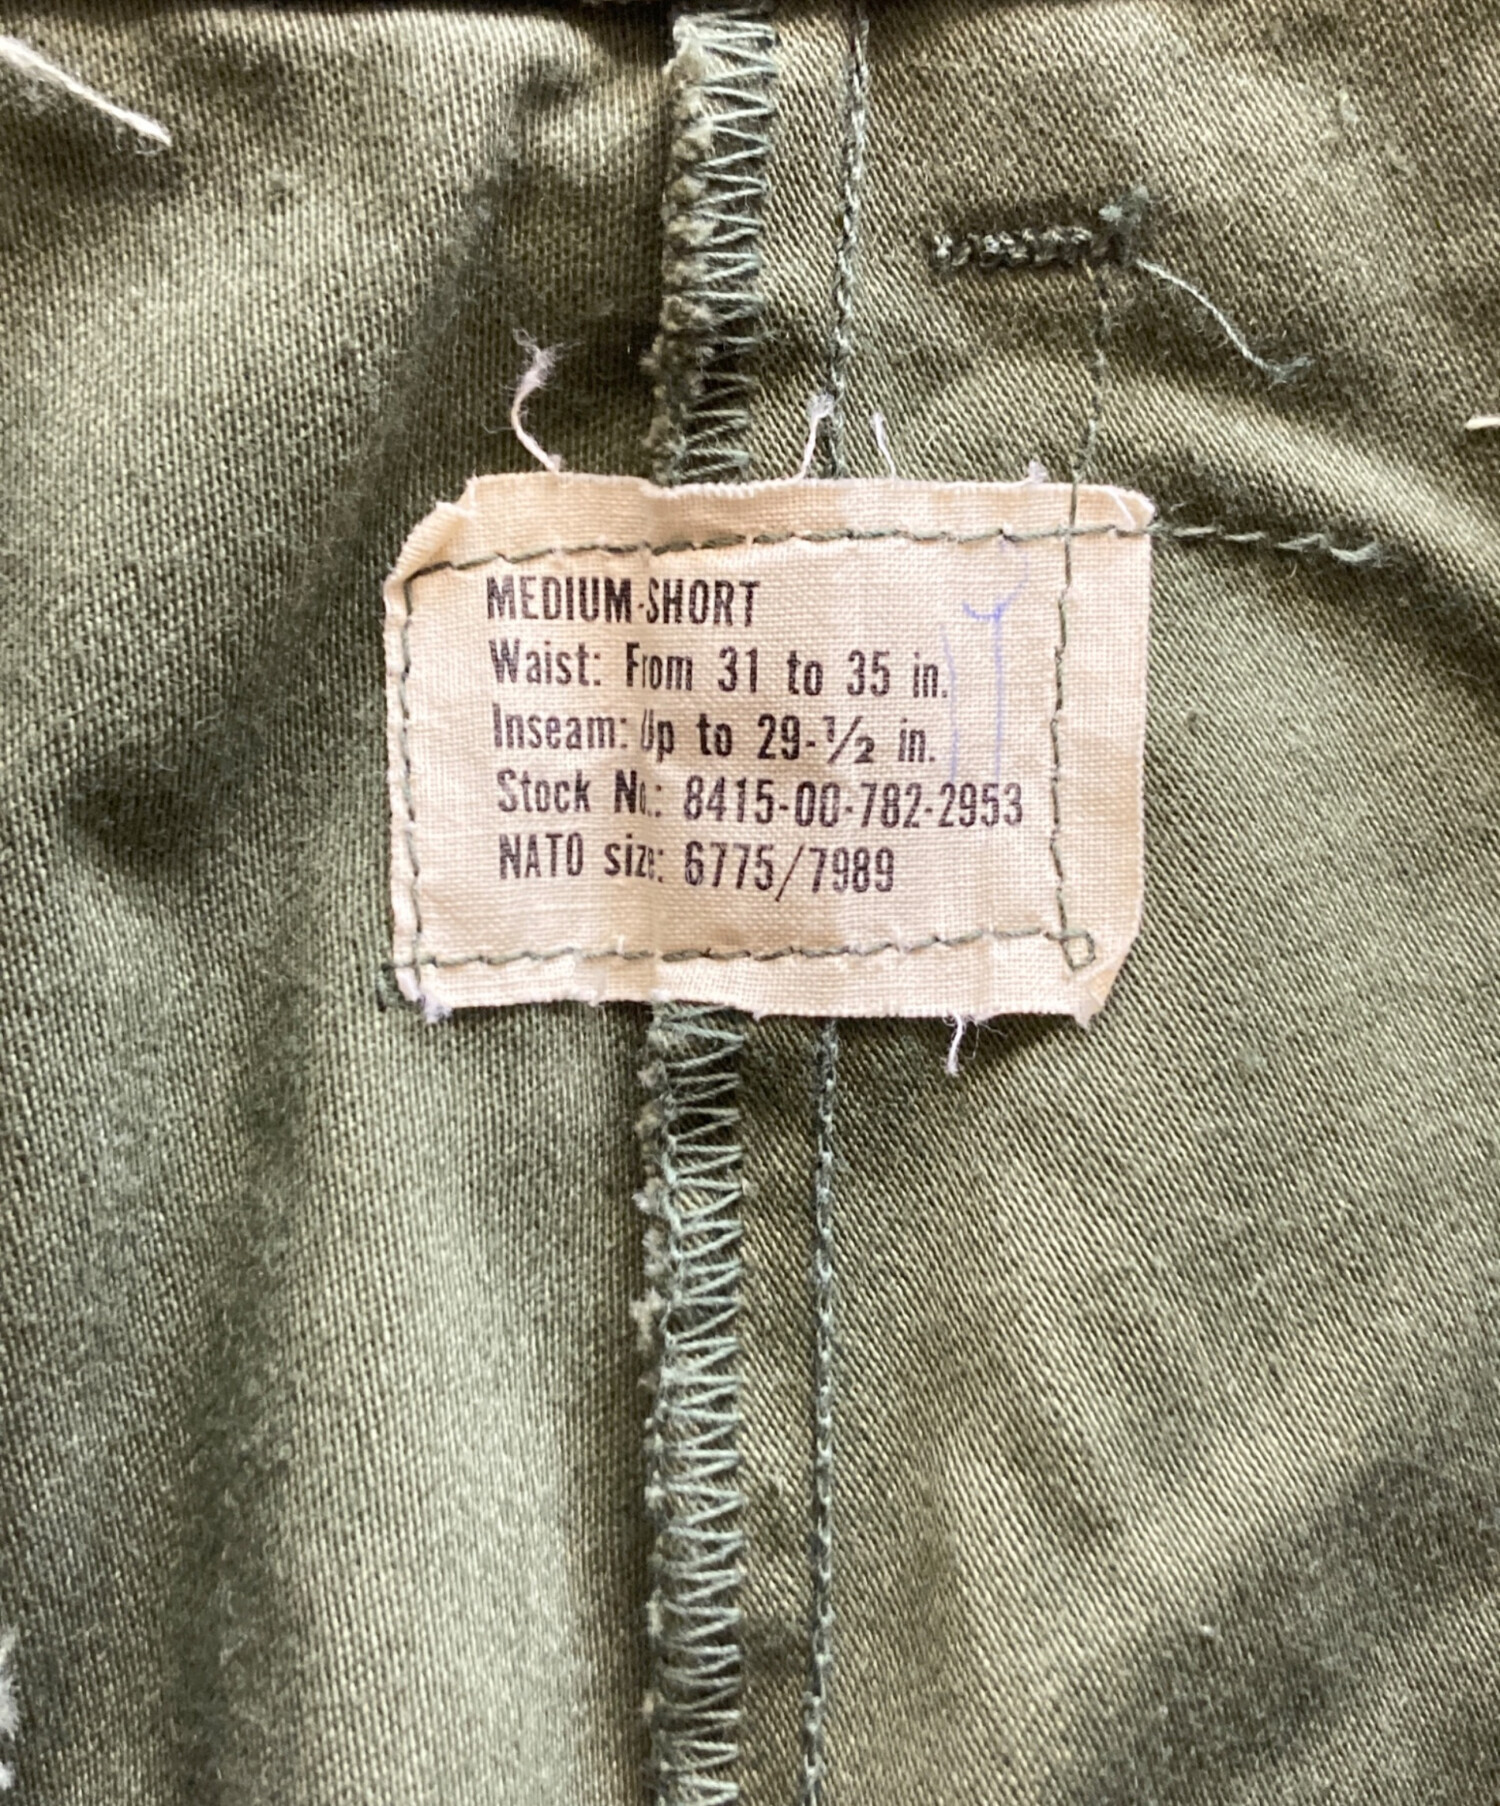 MEDIUM-SHORT
Waist: From 31 to 35 in.
Inseam: Up to 29-½ in.
Stock No.: 8415-00-782-2953
NATO size: 6775/7989